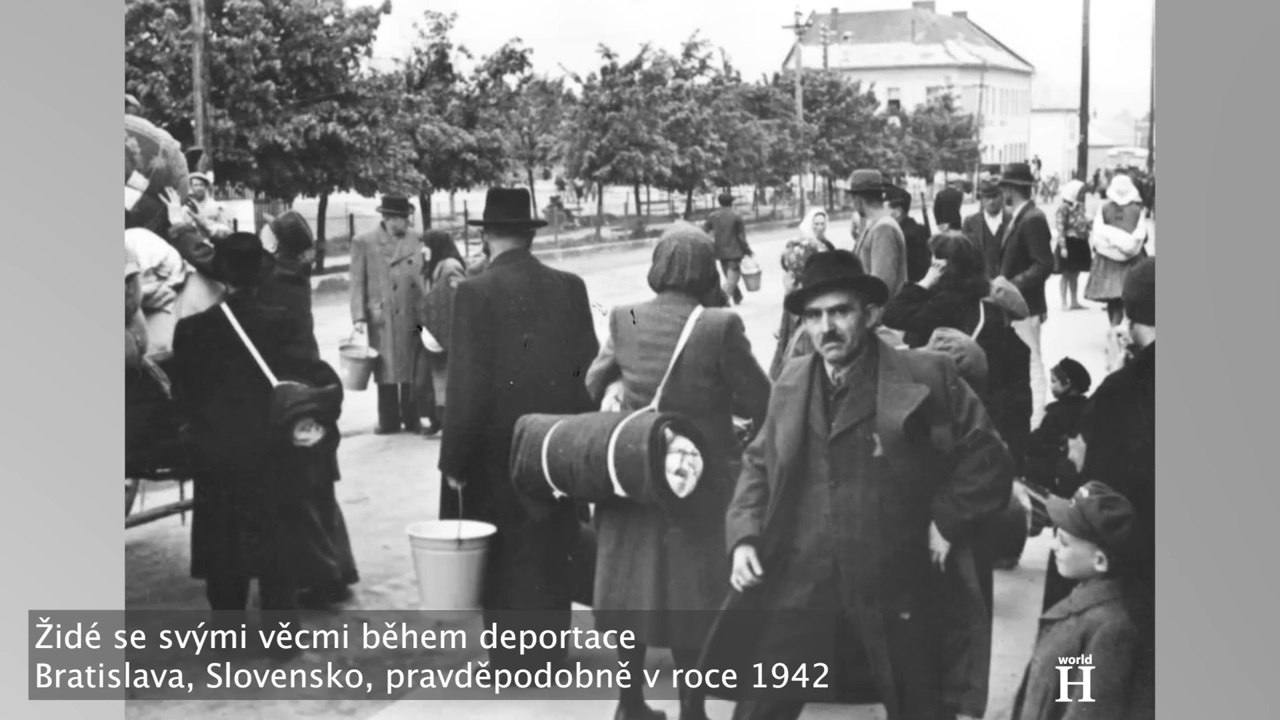 Židé se svými věcmi během deportace
Bratislava, Slovensko, pravděpodobně v roce 1942
world
H